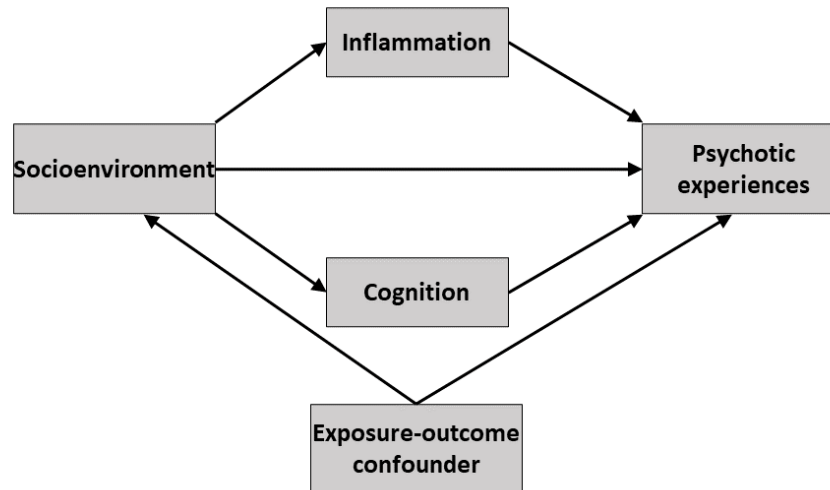 Inflammation
Socioenvironment
Psychotic
experiences
Cognition
Exposure-outcome
confounder